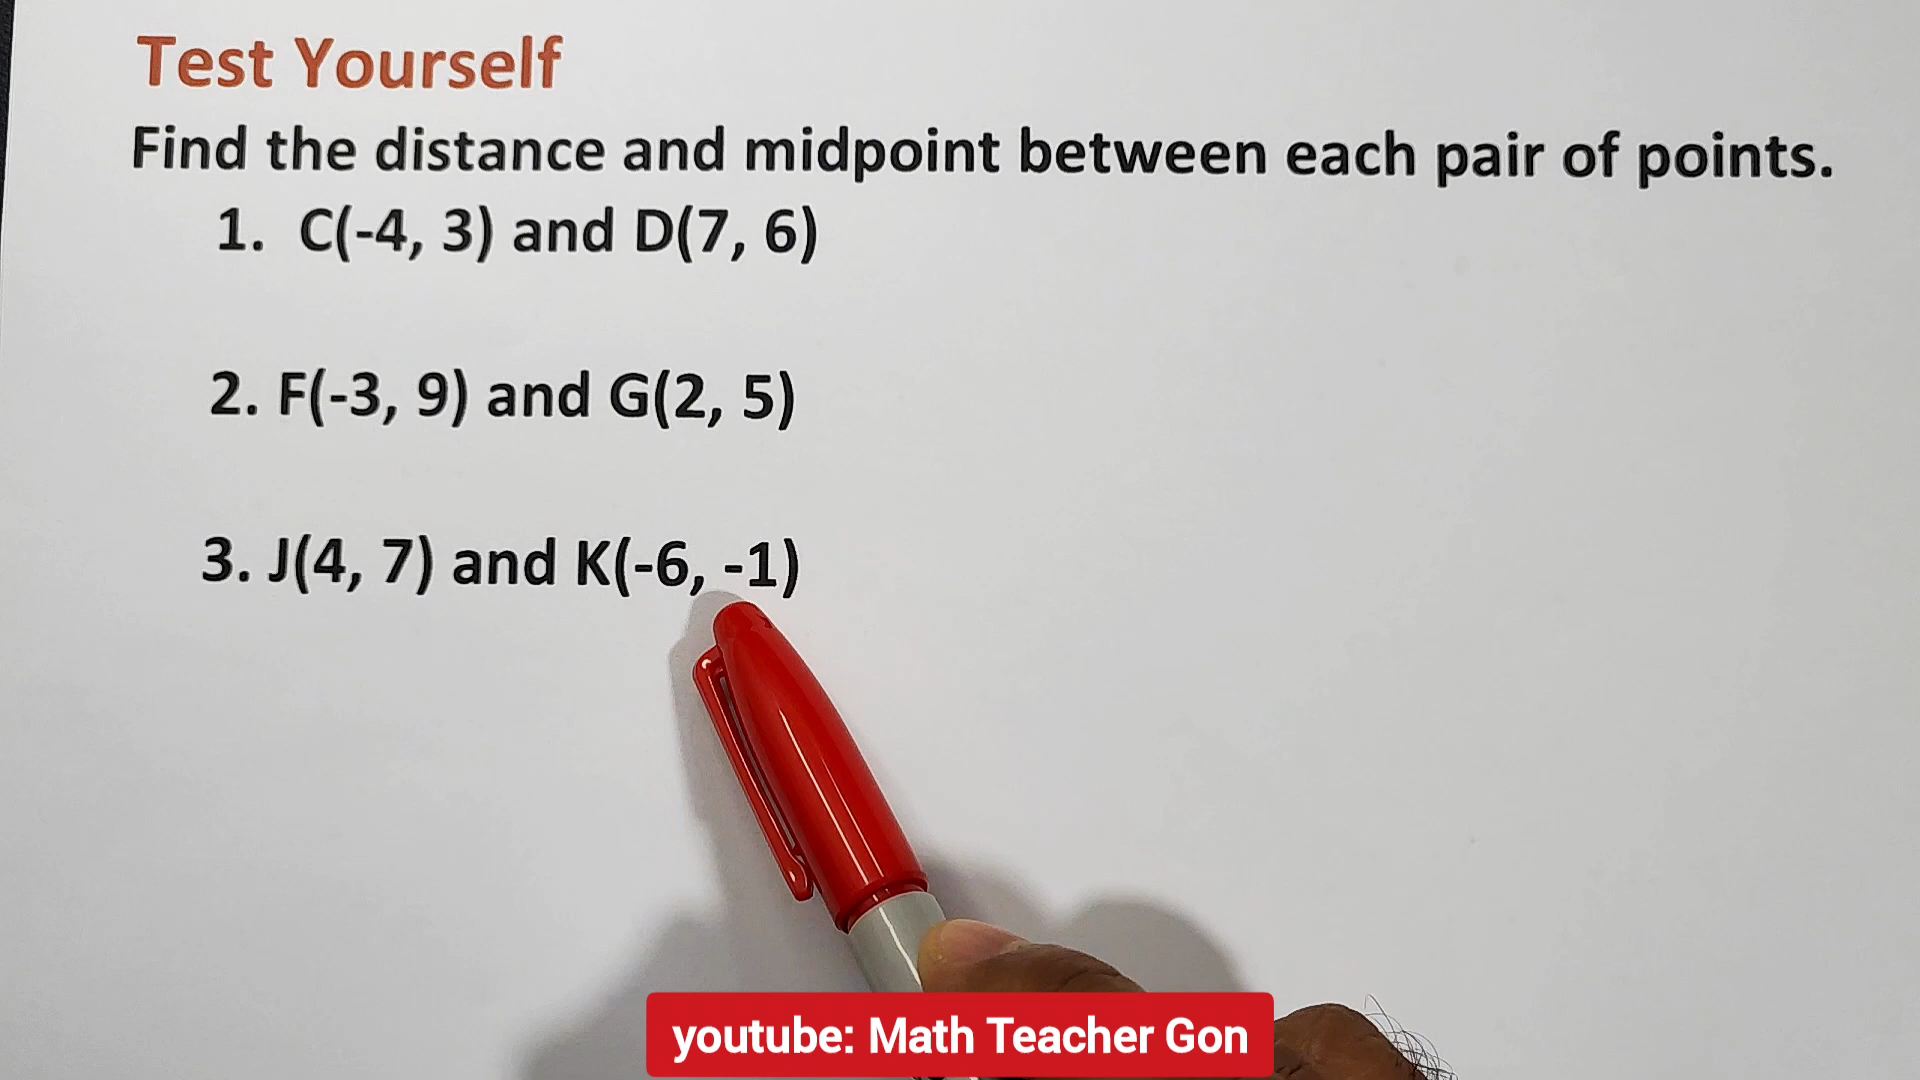 Test Yourself
Find the distance and midpoint between each pair of points.
1. C(-4, 3) and D(7, 6)
2. F(-3, 9) and G(2, 5)
3. J(4, 7) and K(-6, -1)
youtube: Math Teacher Gon